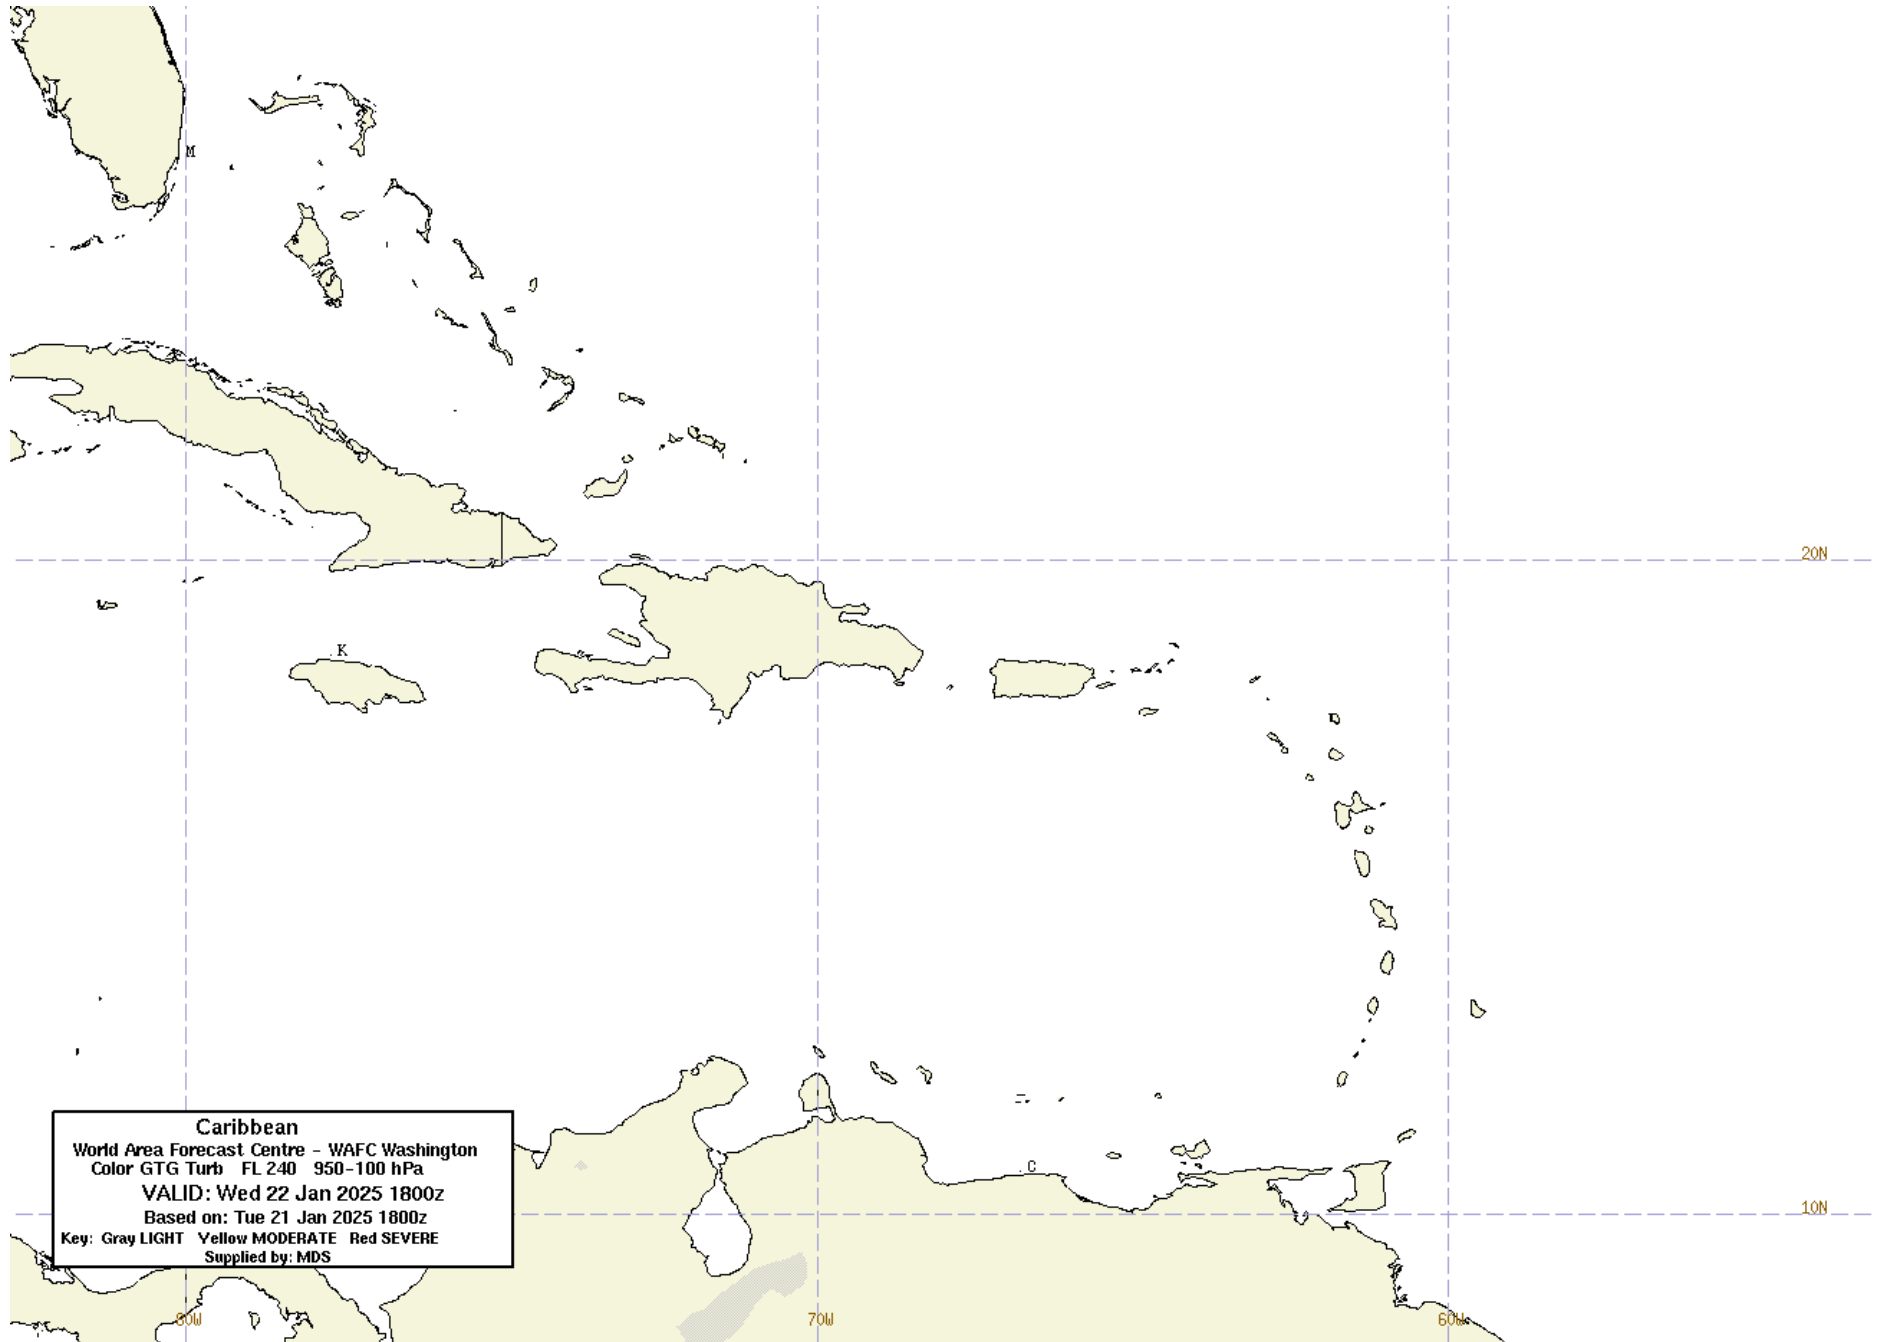 M
20N
K
C
10N
Caribbean
World Area Forecast Centre - WAFC Washington
Color GTG Turb FL 240 950-100 hPa
VALID: Wed 22 Jan 2025 1800z
Based on: Tue 21 Jan 2025 1800z
Key: Gray LIGHT Yellow MODERATE Red SEVERE
Supplied by: MDS
80W
70W
60W